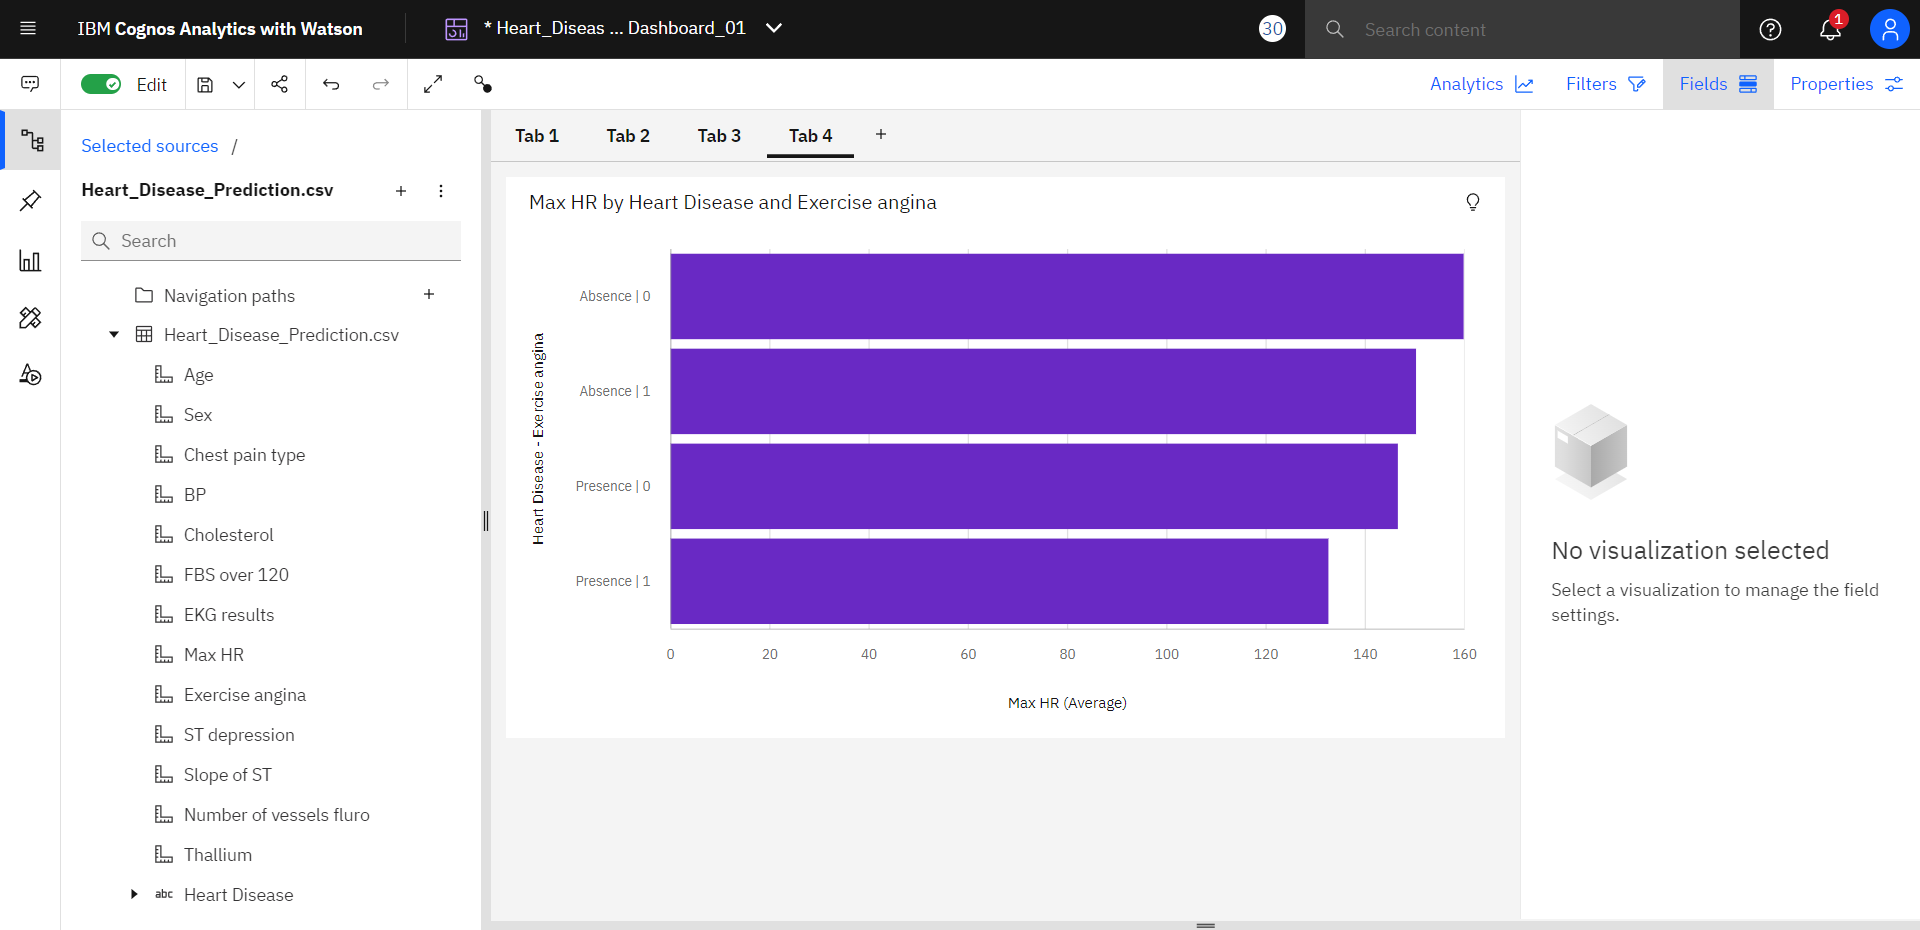 IBM Cognos Analytics with Watson
* Heart_Diseas ... Dashboard_01
30
Search content
1
Edit
Analytics
Filters
Fields
Properties
Selected sources /
Heart_Disease_Prediction.csv
Search
Navigation paths
Heart_Disease_Prediction.csv
Age
Sex
Chest pain type
BP
Cholesterol
FBS over 120
EKG results
Max HR
Exercise angina
ST depression
Slope of ST
Number of vessels fluro
Thallium
abc Heart Disease
Tab 1
Tab 2
Tab 3
Tab 4
Max HR by Heart Disease and Exercise angina
Heart Disease - Exercise angina
Absence | 0
Absence | 1
Presence | 0
Presence | 1
0 20 40 60 80 100 120 140 160
Max HR (Average)
No visualization selected
Select a visualization to manage the field
settings.